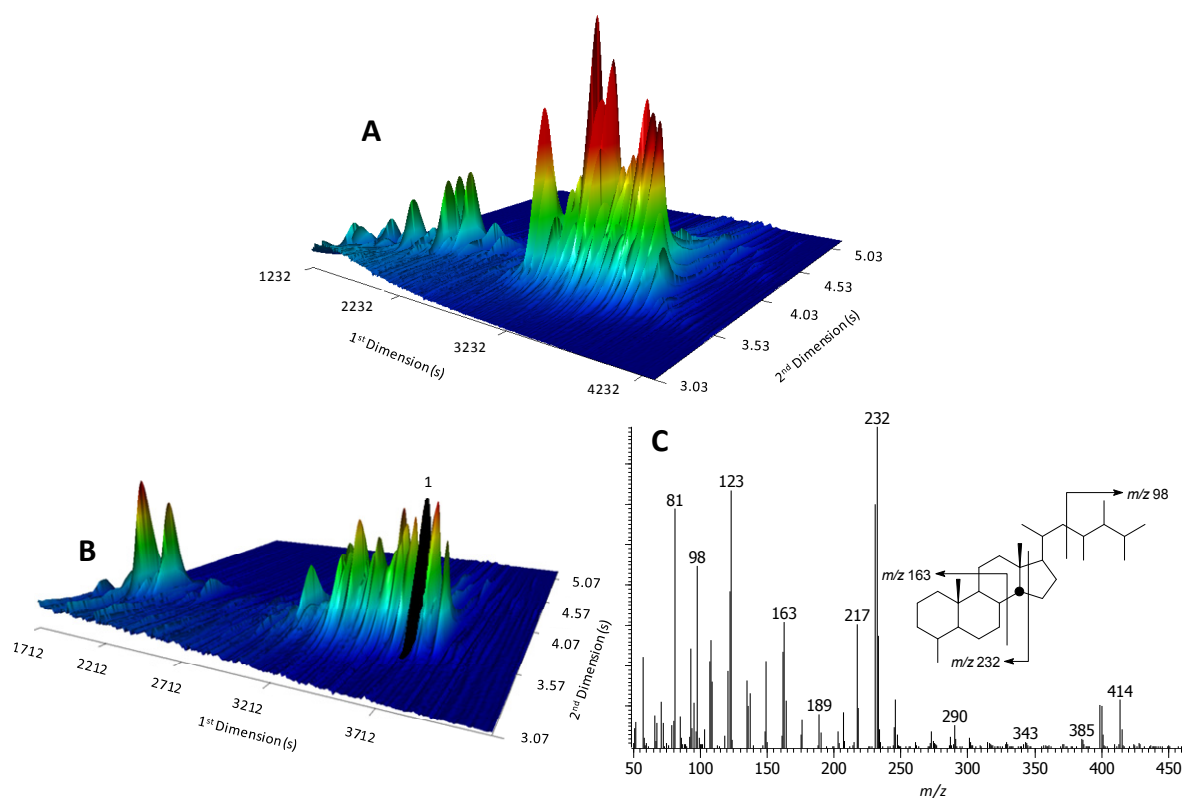 A
1232
2232
3232
4232
1st Dimension (s)
3.03
3.53
4.03
4.53
5.03
2nd Dimension (s)
B
1
1712
2212
2712
3212
3712
1st Dimension (s)
3.07
3.57
4.07
4.57
5.07
2nd Dimension (s)
C
232
123
81
98
163
217
189
290
343
385
414
m/z 98
m/z 163
m/z 232
50 100 150 200 250 300 350 400 450
m/z